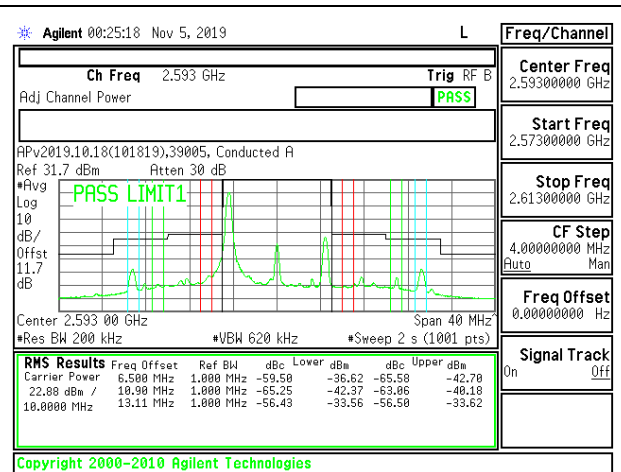 Agilent 00:25:18 Nov 5, 2019 L
Freq/Channel
Ch Freq 2.593 GHz Trig RF B
Adj Channel Power PASS
APv2019.10.18(101819),39005, Conducted A
Ref 31.7 dBm Atten 30 dB
#Avg
Log
10
dB/
Offst
11.7
dB
PASS LIMIT1
Center 2.593 00 GHz Span 40 MHz^
#Res BW 200 kHz #VBW 620 kHz #Sweep 2 s (1001 pts)
RMS Results Freq Offset Ref BW dBc Lower dBm dBc Upper dBm
Carrier Power 6.500 MHz 1.000 MHz -59.50 -36.62 -65.58 -42.70
22.88 dBm / 10.90 MHz 1.000 MHz -65.25 -42.37 -63.06 -40.18
10.0000 MHz 13.11 MHz 1.000 MHz -56.43 -33.56 -56.50 -33.62
Center Freq
2.59300000 GHz
Start Freq
2.57300000 GHz
Stop Freq
2.61300000 GHz
CF Step
4.00000000 MHz
Auto Man
Freq Offset
0.00000000 Hz
Signal Track
On Off
Copyright 2000-2010 Agilent Technologies